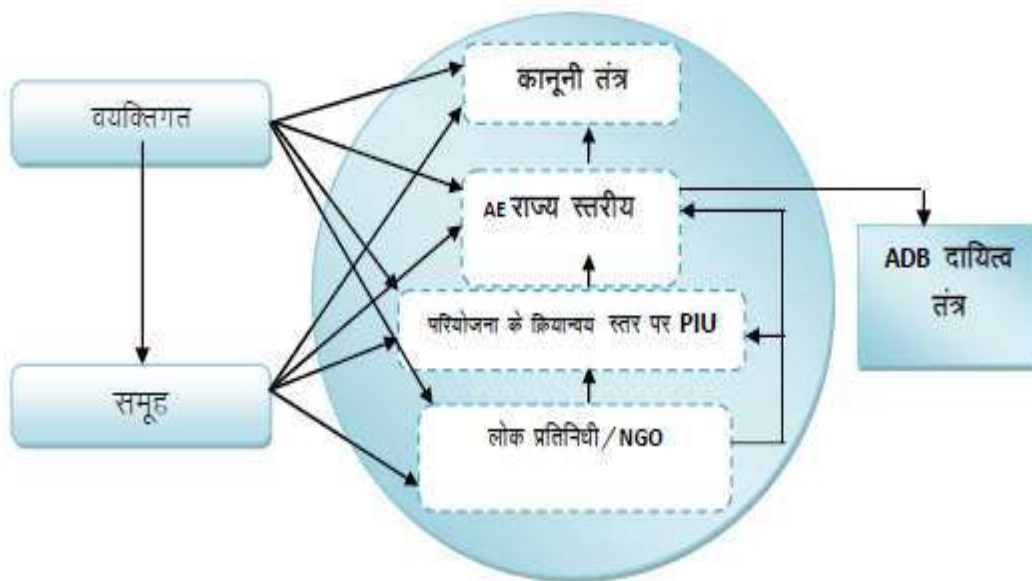 कानूनी तंत्र
वयक्तिगत
AE राज्य स्तरीय
ADB दायित्व
तंत्र
परियोजना के क्रियान्वय स्तर पर PIU
समूह
लोक प्रतिनिधी/NGO